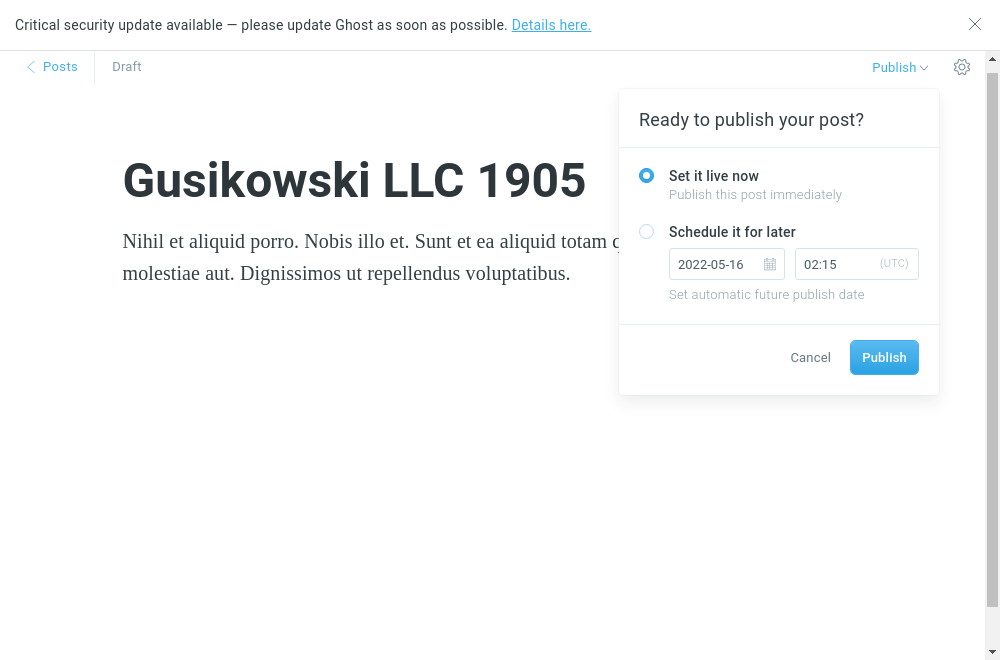 Critical security update available — please update Ghost as soon as possible. Details here.
Posts
Draft
Publish
Ready to publish your post?
Gusikowski LLC 1905
Set it live now
Publish this post immediately
Schedule it for later
Nihil et aliquid porro. Nobis illo et. Sunt et ea aliquid totam
molestiae aut. Dignissimos ut repellendus voluptatibus.
2022-05-16
02:15
(UTC)
Set automatic future publish date
Cancel
Publish